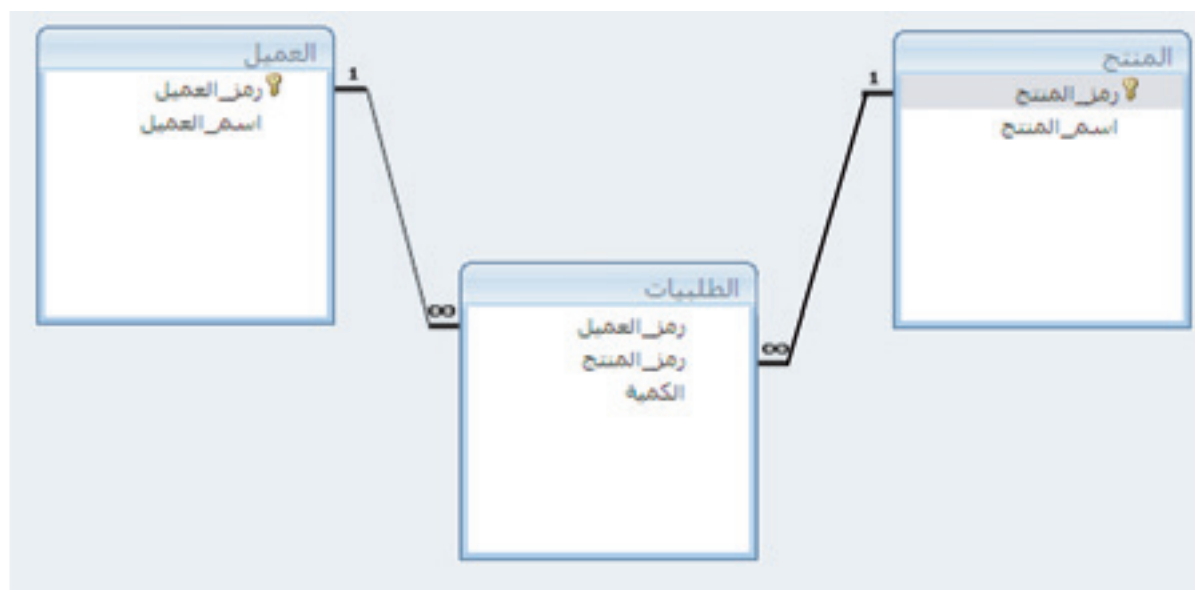 المنتج
رمز_المنتج
اسم_المنتج
1
العميل
رمز_العميل
اسم_العميل
1
الطلبيات
رمز_العميل
رمز_المنتج
الكمية
∞
∞